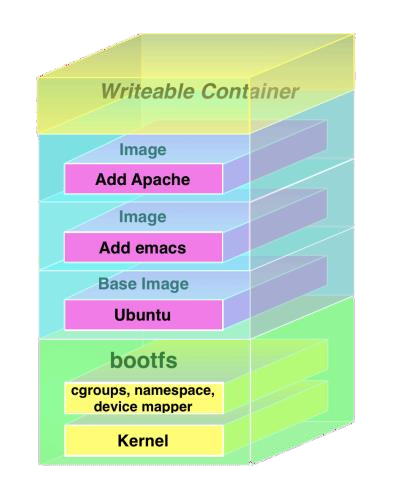 Writeable Container
Image
Add Apache
Image
Add emacs
Base Image
Ubuntu
bootfs
cgroups, namespace,
device mapper
Kernel